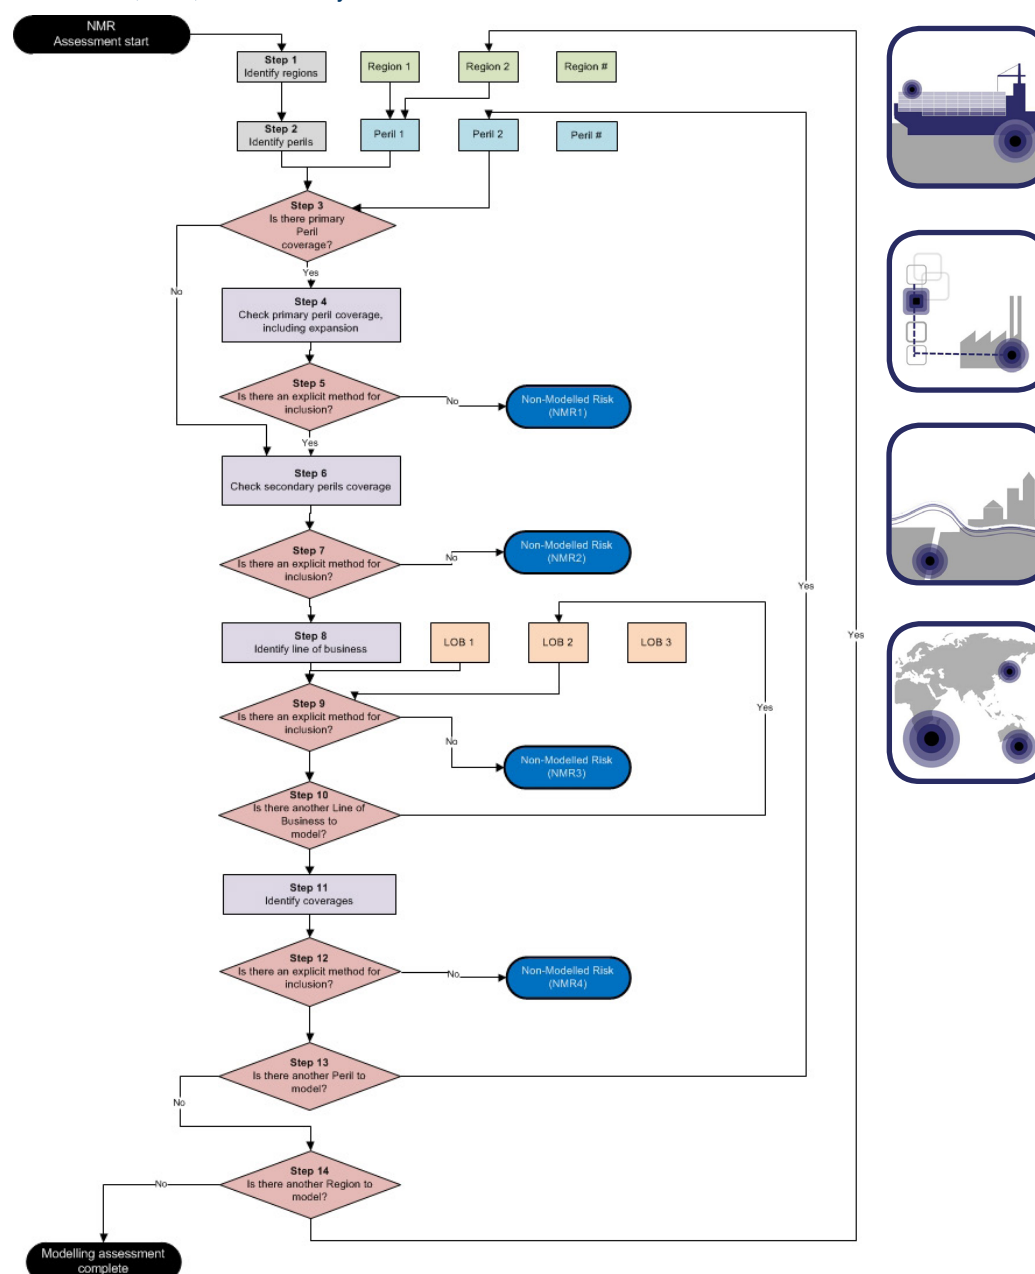 NMR
Assessment start
Step 1
Identify regions
Region 1
Region 2
Region #
Step 2
Identify perils
Peril 1
Peril 2
Peril #
Step 3
Is there primary
Peril
coverage?
No
Yes
Step 4
Check primary peril coverage,
including expansion
Step 5
Is there an explicit method for
inclusion?
No
Non-Modelled Risk
(NMR1)
Yes
Step 6
Check secondary perils coverage
Step 7
Is there an explicit method for
inclusion?
No
Non-Modelled Risk
(NMR2)
Yes
Yes
Step 8
Identify line of business
LOB 1
LOB 2
LOB 3
Step 9
Is there an explicit method for
inclusion?
Yes
No
Non-Modelled Risk
(NMR3)
Step 10
Is there another Line of
Business to
model?
Step 11
Identify coverages
Step 12
Is there an explicit method for
inclusion?
No
Non-Modelled Risk
(NMR4)
Step 13
Is there another Peril to
model?
No
Step 14
Is there another Region to
model?
No
Modelling assessment
complete